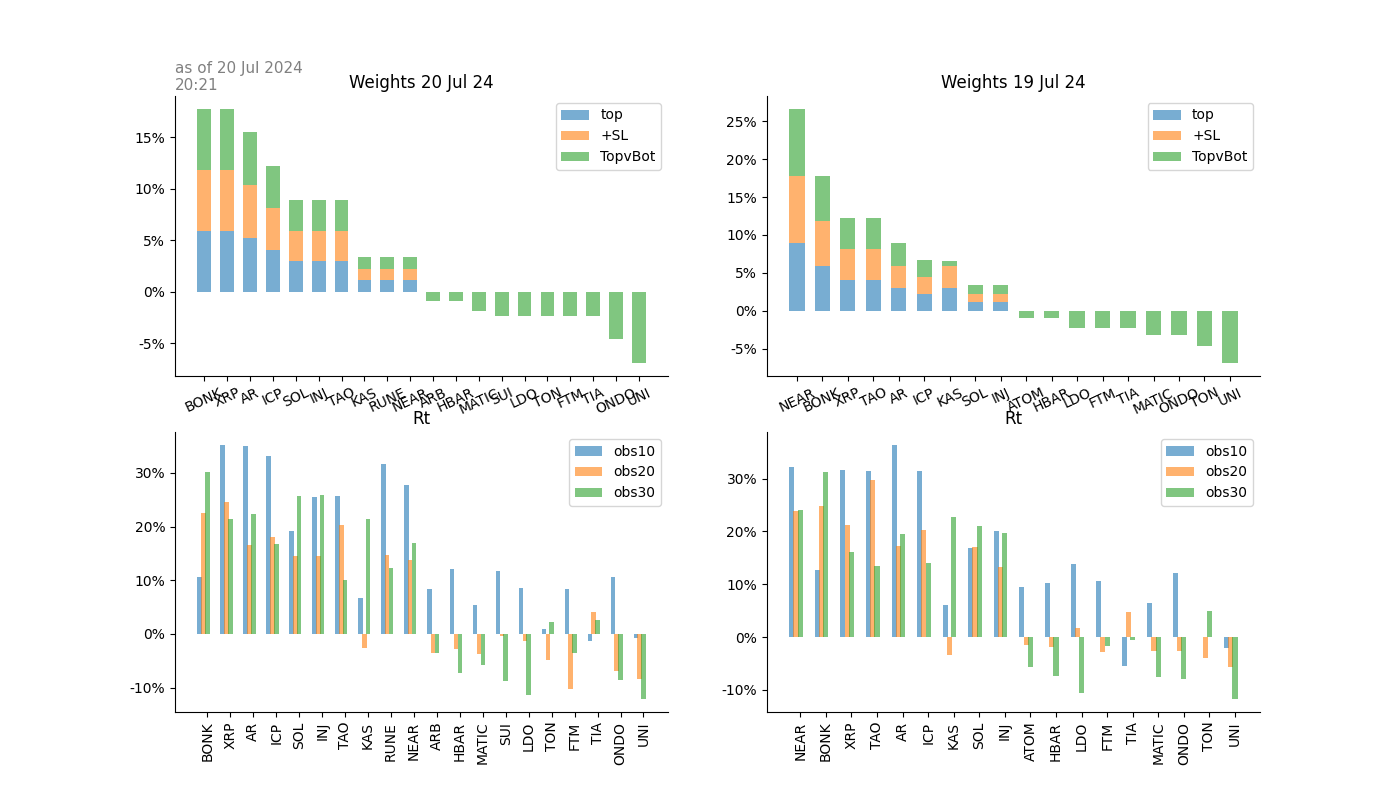 as of 20 Jul 2024
20:21
Weights 20 Jul 24
15%
10%
5%
0%
-5%
top
+SL
TopvBot
BONK XRP AR ICP SOL INJ TAO KAS RUNE NEAR ARB HBAR MATIC SUI LDO TON FTM TIA ONDO UNI
Weights 19 Jul 24
25%
20%
15%
10%
5%
0%
-5%
top
+SL
TopvBot
NEAR BONK XRP TAO AR ICP KAS SOL INJ ATOM HBAR LDO FTM TIA MATIC ONDO TON UNI
Rt
30%
20%
10%
0%
-10%
obs10
obs20
obs30
BONK XRP AR ICP SOL INJ TAO KAS RUNE NEAR ARB HBAR MATIC SUI LDO TON FTM TIA ONDO UNI
Rt
30%
20%
10%
0%
-10%
obs10
obs20
obs30
NEAR BONK XRP TAO AR ICP KAS SOL INJ ATOM HBAR LDO FTM TIA MATIC ONDO TON UNI